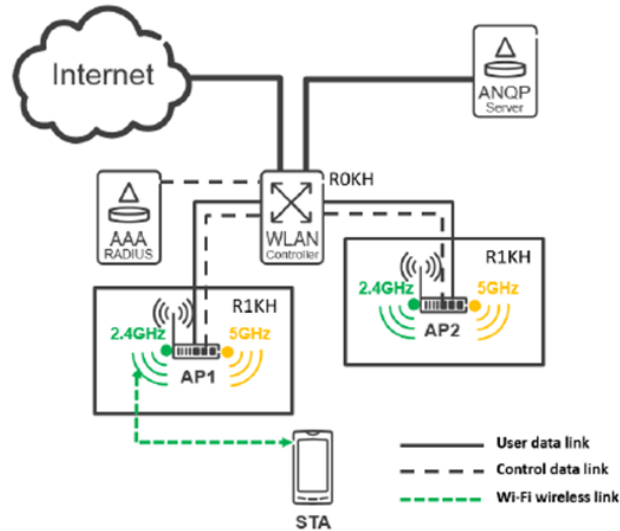 Internet
ANQP
Server
R0KH
AAA
RADIUS
WLAN
Controller
R1KH
2.4GHz
5GHz
AP2
R1KH
2.4GHz
5GHz
AP1
STA
User data link
Control data link
Wi-Fi wireless link